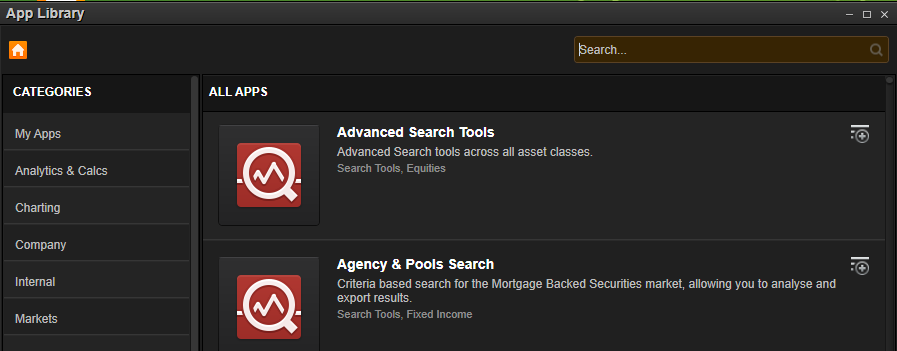 App Library
Search...
CATEGORIES
My Apps
Analytics & Calcs
Charting
Company
Internal
Markets
ALL APPS
Advanced Search Tools
Advanced Search tools across all asset classes.
Search Tools, Equities
Agency & Pools Search
Criteria based search for the Mortgage Backed Securities market, allowing you to analyse and
export results.
Search Tools, Fixed Income